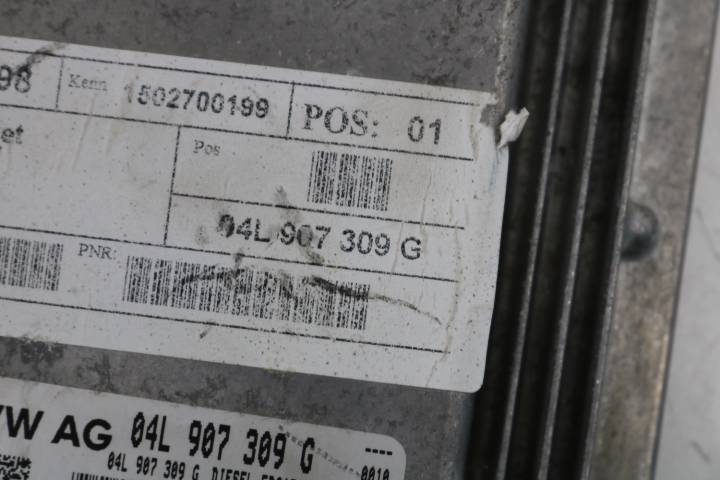 98 Kenn 1502700199 POS: 01
et Pos
04L 907 309 G
PNR:
VW AG 04L 907 309 G ----
04L 907 309 G DIESEL 0010